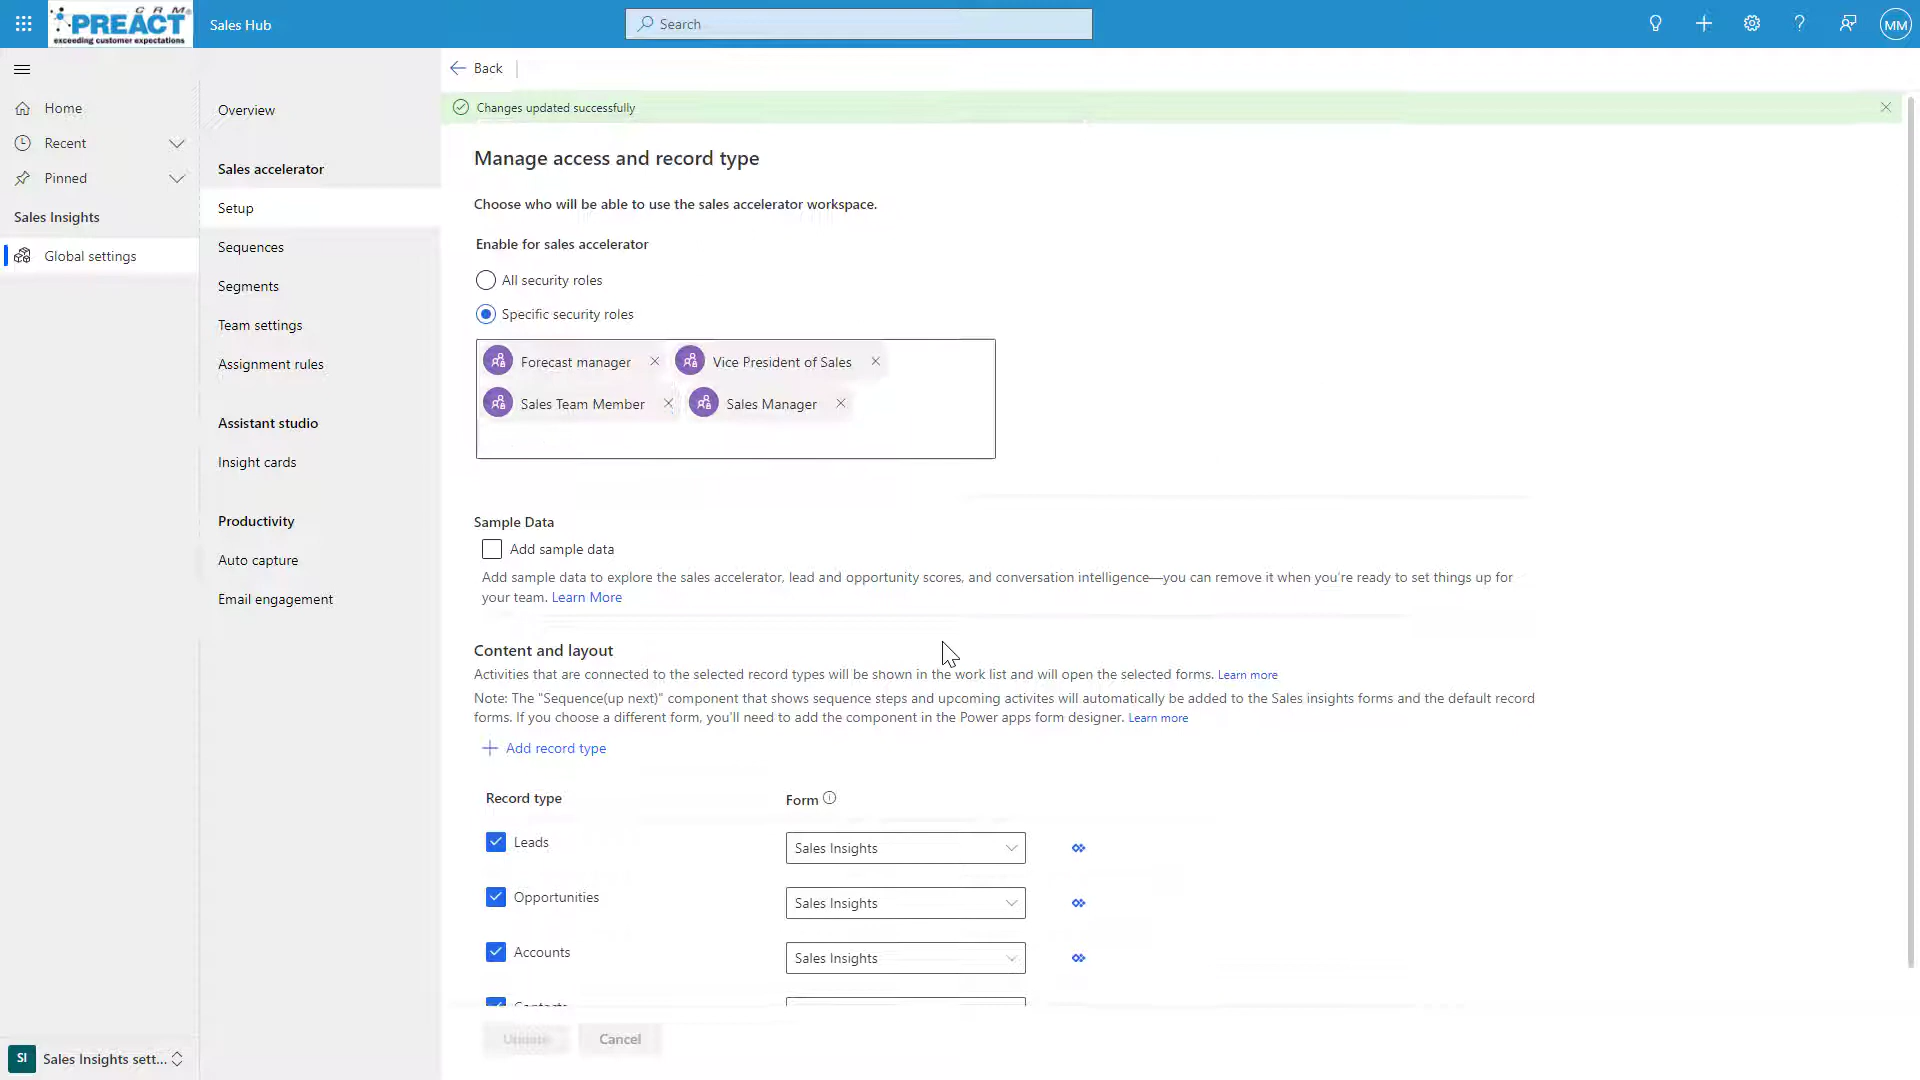 CRM
PREACT
exceeding customer expectations
Sales Hub
Search
MM
Back
Home
Recent
Pinned
Sales Insights
Global settings
Overview
Sales accelerator
Setup
Sequences
Segments
Team settings
Assignment rules
Assistant studio
Insight cards
Productivity
Auto capture
Email engagement
Changes updated successfully
Manage access and record type
Choose who will be able to use the sales accelerator workspace.
Enable for sales accelerator
All security roles
Specific security roles
Forecast manager
Vice President of Sales
Sales Team Member
Sales Manager
Sample Data
Add sample data
Add sample data to explore the sales accelerator, lead and opportunity scores, and conversation intelligence—you can remove it when you're ready to set things up for
your team. Learn More
Content and layout
Activities that are connected to the selected record types will be shown in the work list and will open the selected forms. Learn more
Note: The "Sequence(up next)" component that shows sequence steps and upcoming activites will automatically be added to the Sales insights forms and the default record
forms. If you choose a different form, you'll need to add the component in the Power apps form designer. Learn more
Add record type
Record type
Form
Leads
Sales Insights
Opportunities
Sales Insights
Accounts
Sales Insights
Contacts
Update
Cancel
SI
Sales Insights sett...